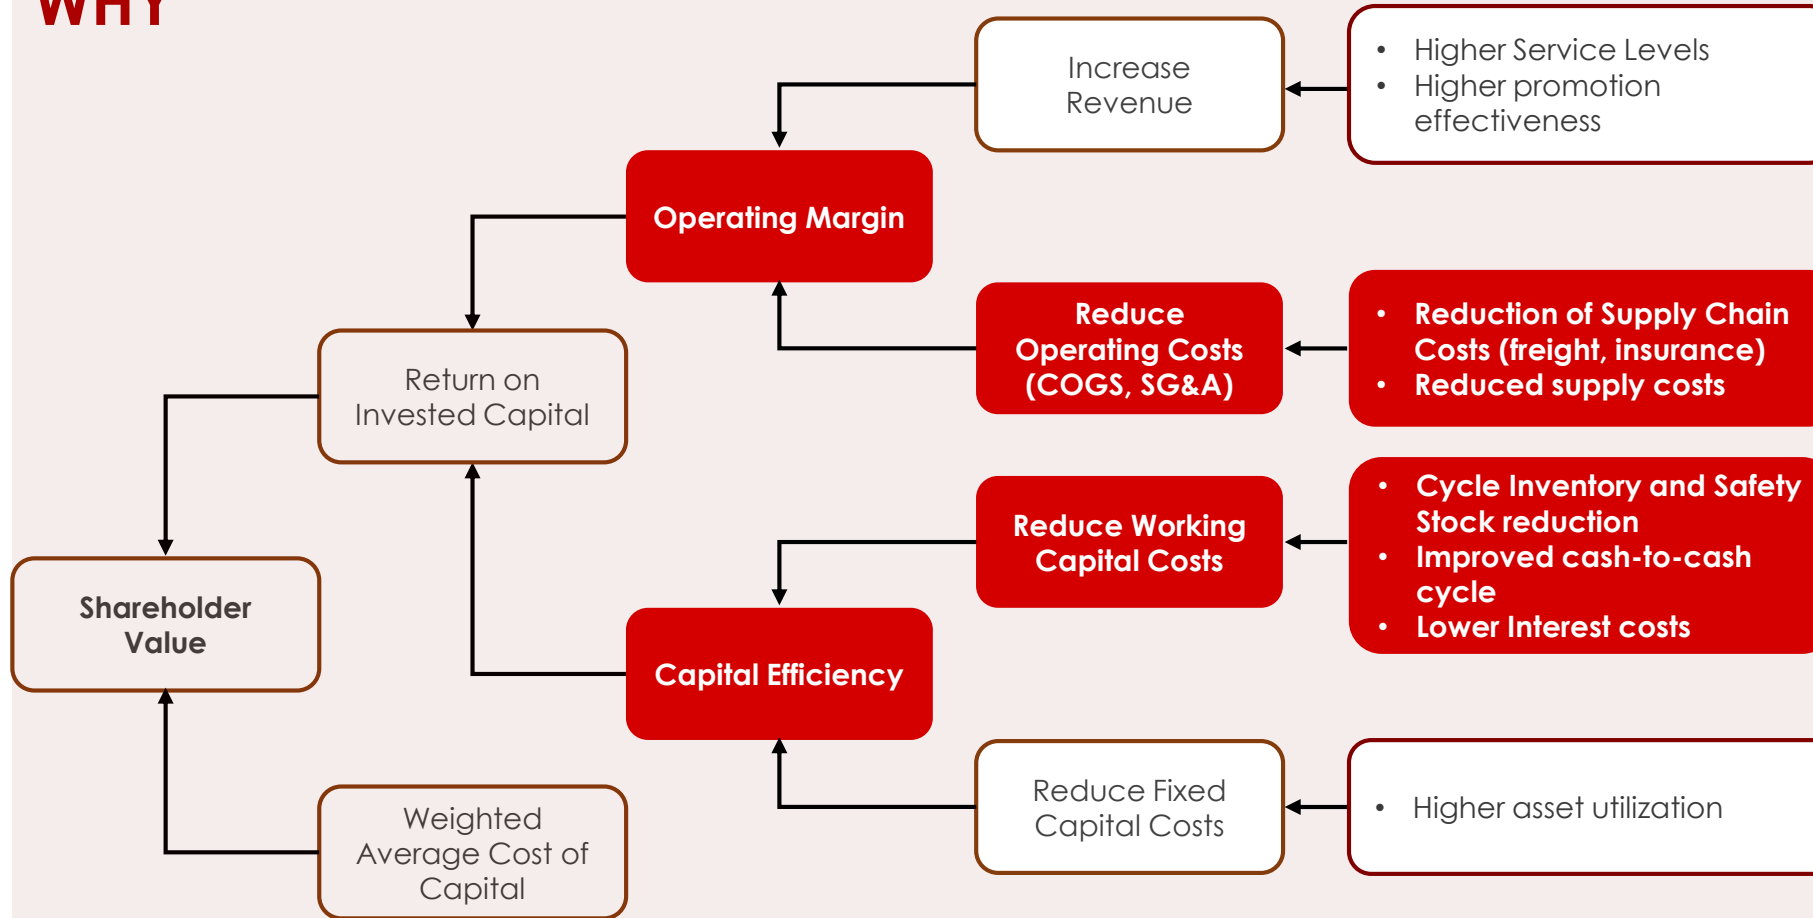 WHY
Increase
Revenue
• Higher Service Levels
• Higher promotion
effectiveness
Operating Margin
Reduce
Operating Costs
(COGS, SG&A)
• Reduction of Supply Chain
Costs (freight, insurance)
• Reduced supply costs
Return on
Invested Capital
Reduce Working
Capital Costs
• Cycle Inventory and Safety
Stock reduction
• Improved cash-to-cash
cycle
• Lower Interest costs
Shareholder
Value
Capital Efficiency
Reduce Fixed
Capital Costs
• Higher asset utilization
Weighted
Average Cost of
Capital